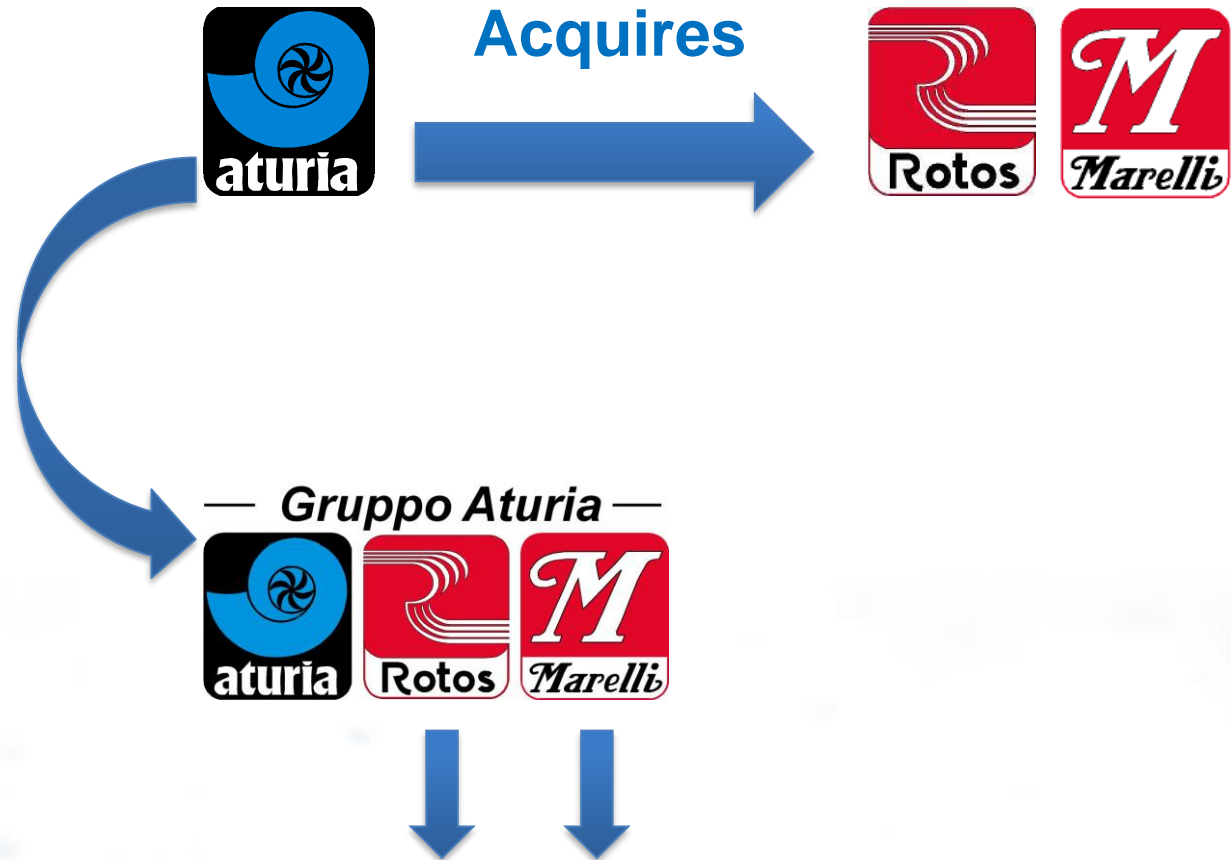 Acquires
aturia
Rotos
Marelli
Gruppo Aturia
aturia
Rotos
Marelli